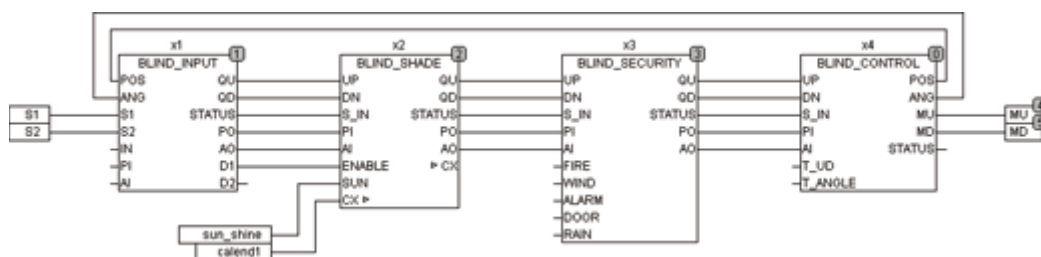 x1
1
BLIND_INPUT
POS QU
ANG QD
S1 S1 STATUS
S2 S2 PO
IN AO
PI D1
AI D2
x2
2
BLIND_SHADE
UP QU
DN QD
S_IN STATUS
PI PO
AI AO
ENABLE CX
SUN
CX
sun_shine
calend1
x3
3
BLIND_SECURITY
UP QU
DN QD
S_IN STATUS
PI PO
AI AO
FIRE
WIND
ALARM
DOOR
RAIN
x4
0
BLIND_CONTROL
UP POS
DN ANG
S_IN MU MU
PI MD MD
AI STATUS
T_UD
T_ANGLE